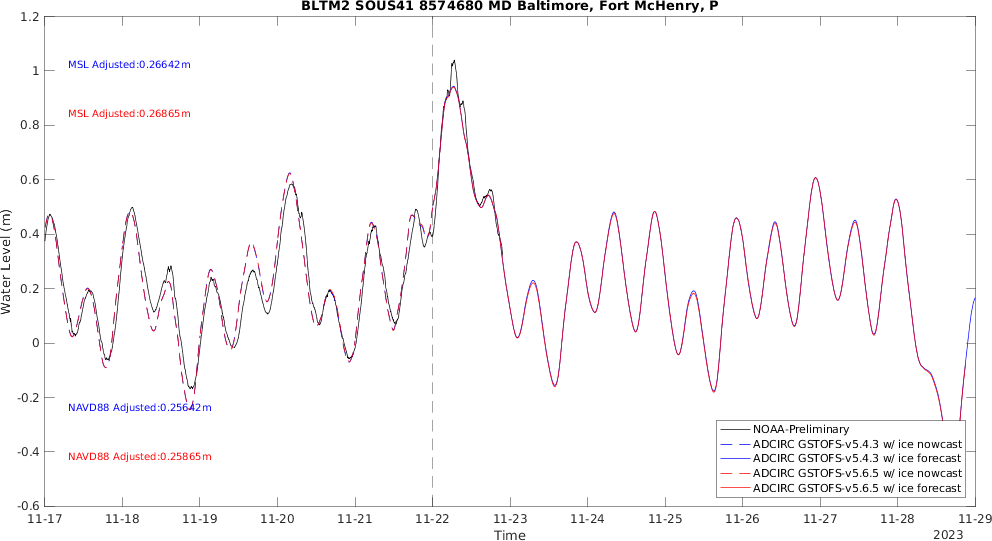 BLTM2 SOUS41 8574680 MD Baltimore, Fort McHenry, P
1.2
1
0.8
0.6
0.4
0.2
0
-0.2
-0.4
-0.6
Water Level (m)
MSL Adjusted:0.26642m
MSL Adjusted:0.26865m
NAVD88 Adjusted:0.25642m
NAVD88 Adjusted:0.25865m
NOAA-Preliminary
ADCIRC GSTOFS-v5.4.3 w/ ice nowcast
ADCIRC GSTOFS-v5.4.3 w/ ice forecast
ADCIRC GSTOFS-v5.6.5 w/ ice nowcast
ADCIRC GSTOFS-v5.6.5 w/ ice forecast
11-17 11-18 11-19 11-20 11-21 11-22 11-23 11-24 11-25 11-26 11-27 11-28 11-29
Time
2023